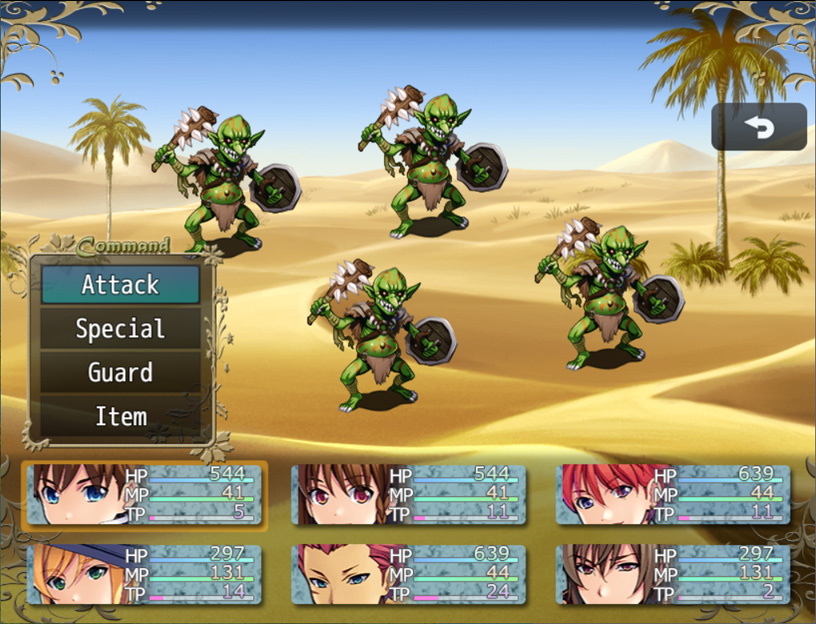 Command
Attack
Special
Guard
Item
HP 544
MP 41
TP 5
HP 544
MP 41
TP 11
HP 639
MP 44
TP 11
HP 297
MP 131
TP 14
HP 639
MP 44
TP 24
HP 297
MP 131
TP 2